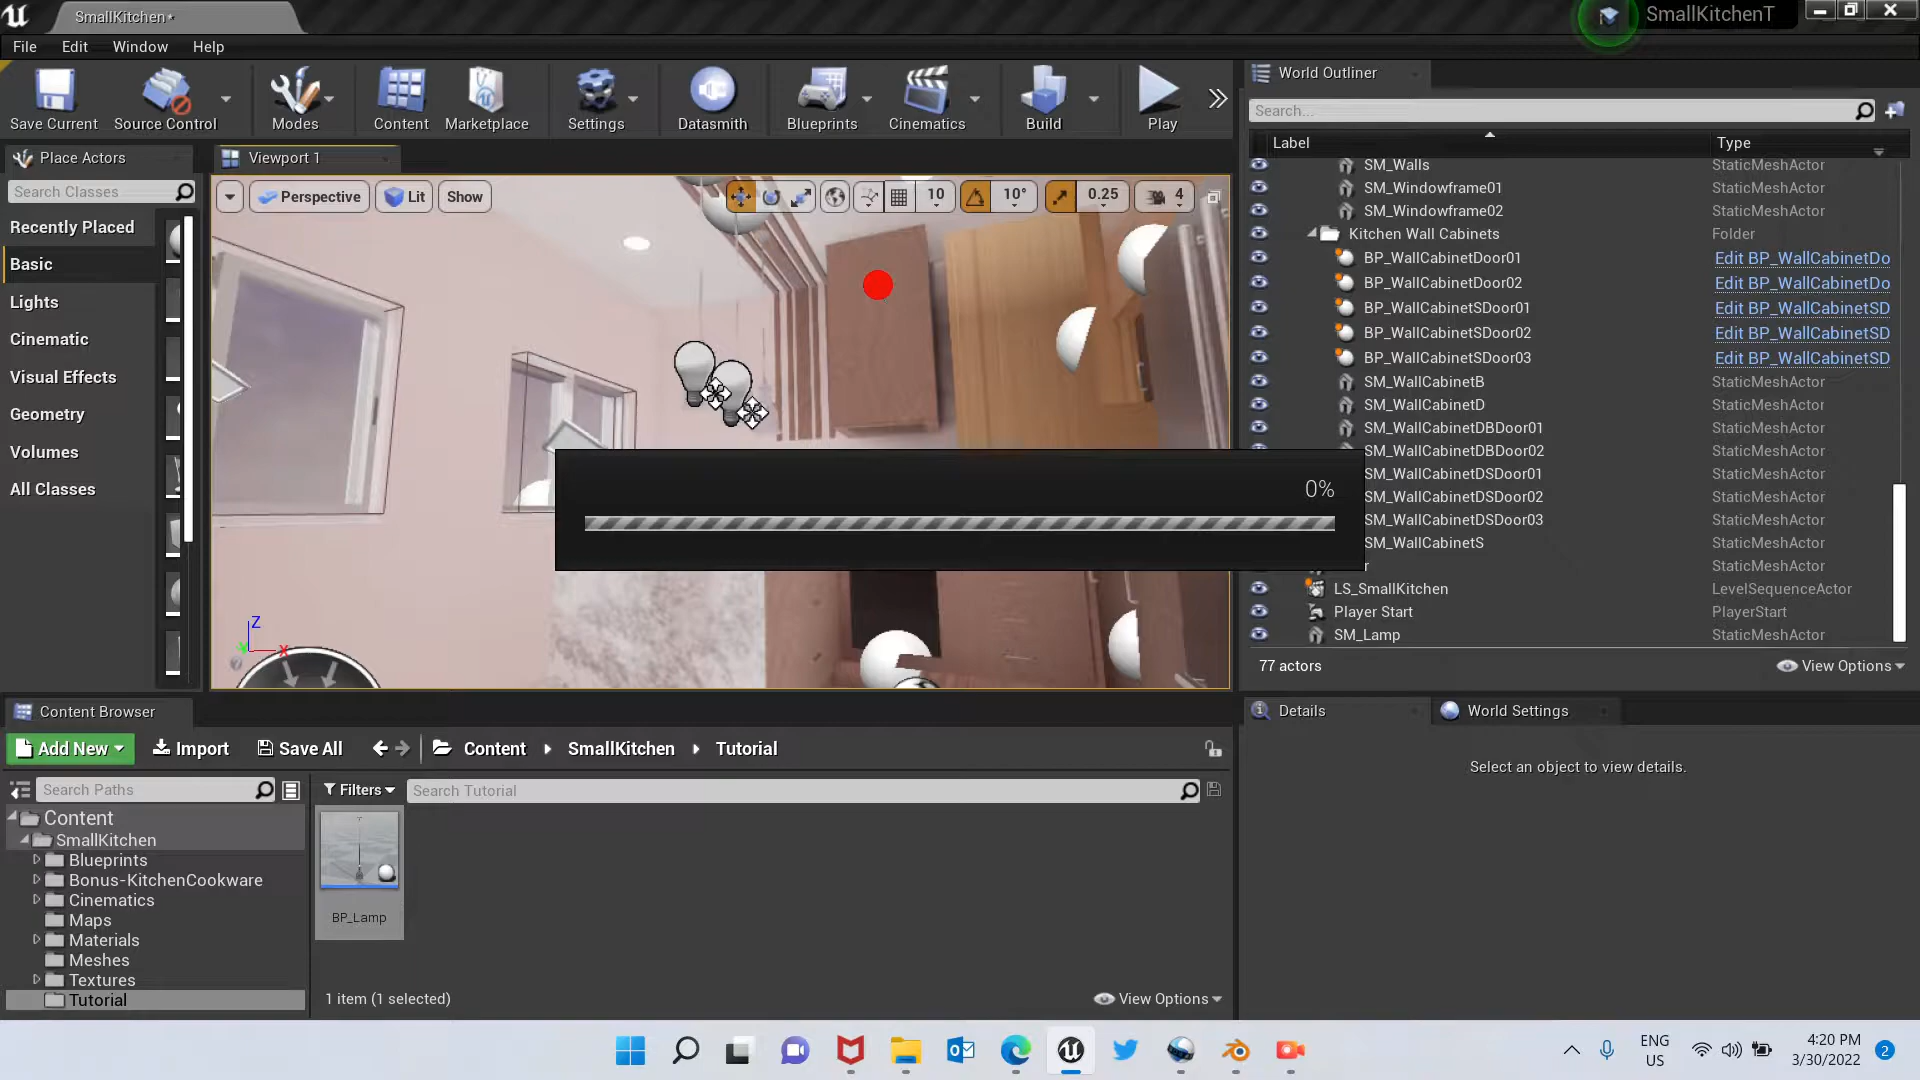 SmallKitchen*
SmallKitchenT
File Edit Window Help
Save Current
Source Control
Modes
Content
Marketplace
Settings
Datasmith
Blueprints
Cinematics
Build
Play
Place Actors
Search Classes
Recently Placed
Basic
Lights
Cinematic
Visual Effects
Geometry
Volumes
All Classes
Viewport 1
Perspective Lit Show
10 10° 0.25 4
Z
X
0%
World Outliner
Search...
Label Type
SM_Walls StaticMeshActor
SM_Windowframe01 StaticMeshActor
SM_Windowframe02 StaticMeshActor
Kitchen Wall Cabinets Folder
BP_WallCabinetDoor01 Edit BP_WallCabinetDo
BP_WallCabinetDoor02 Edit BP_WallCabinetDo
BP_WallCabinetSDoor01 Edit BP_WallCabinetSD
BP_WallCabinetSDoor02 Edit BP_WallCabinetSD
BP_WallCabinetSDoor03 Edit BP_WallCabinetSD
SM_WallCabinetB StaticMeshActor
SM_WallCabinetD StaticMeshActor
SM_WallCabinetDBDoor01 StaticMeshActor
SM_WallCabinetDBDoor02 StaticMeshActor
SM_WallCabinetDSDoor01 StaticMeshActor
SM_WallCabinetDSDoor02 StaticMeshActor
SM_WallCabinetDSDoor03 StaticMeshActor
SM_WallCabinetS StaticMeshActor
r StaticMeshActor
LS_SmallKitchen LevelSequenceActor
Player Start PlayerStart
SM_Lamp StaticMeshActor
77 actors
View Options
Details World Settings
Select an object to view details.
Content Browser
Add New Import Save All Content SmallKitchen Tutorial
Search Paths
Filters Search Tutorial
Content
SmallKitchen
Blueprints
Bonus-KitchenCookware
Cinematics
Maps
Materials
Meshes
Textures
Tutorial
BP_Lamp
1 item (1 selected)
View Options
ENG
US
4:20 PM
3/30/2022
2